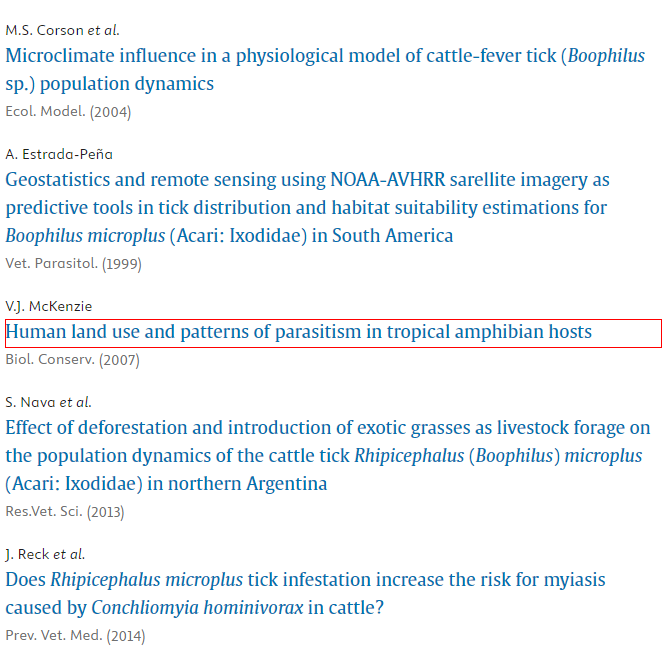 M.S. Corson et al.
Microclimate influence in a physiological model of cattle-fever tick (Boophilus
sp.) population dynamics
Ecol. Model. (2004)
A. Estrada-Peña
Geostatistics and remote sensing using NOAA-AVHRR sarellite imagery as
predictive tools in tick distribution and habitat suitability estimations for
Boophilus microplus (Acari: Ixodidae) in South America
Vet. Parasitol. (1999)
V.J. McKenzie
Human land use and patterns of parasitism in tropical amphibian hosts
Biol. Conserv. (2007)
S. Nava et al.
Effect of deforestation and introduction of exotic grasses as livestock forage on
the population dynamics of the cattle tick Rhipicephalus (Boophilus) microplus
(Acari: Ixodidae) in northern Argentina
Res.Vet. Sci. (2013)
J. Reck et al.
Does Rhipicephalus microplus tick infestation increase the risk for myiasis
caused by Conchliomyia hominivorax in cattle?
Prev. Vet. Med. (2014)